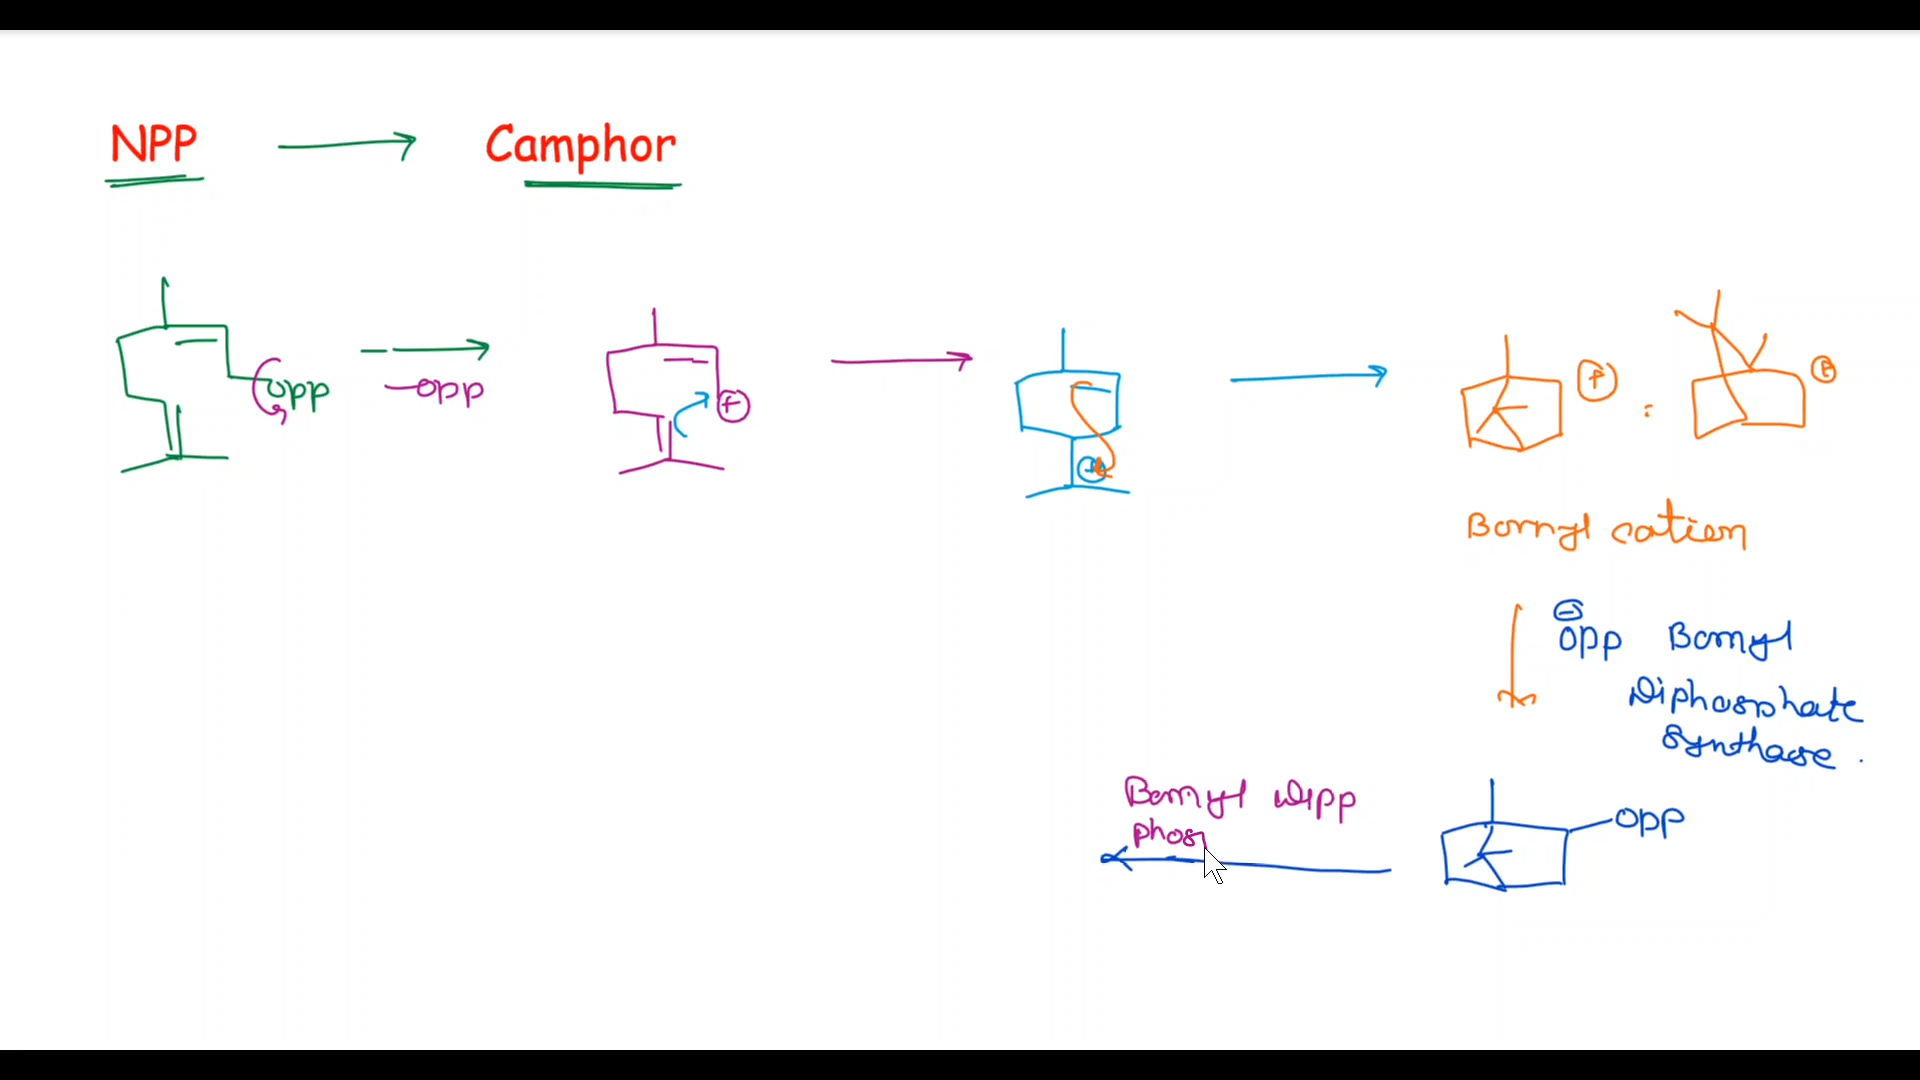 NPP Camphor
OPP
-OPP
+
+
+
+
Bornyl cation
-
OPP Bornyl
Diphosphate
Synthase.
Bornyl Dipp
phos
OPP